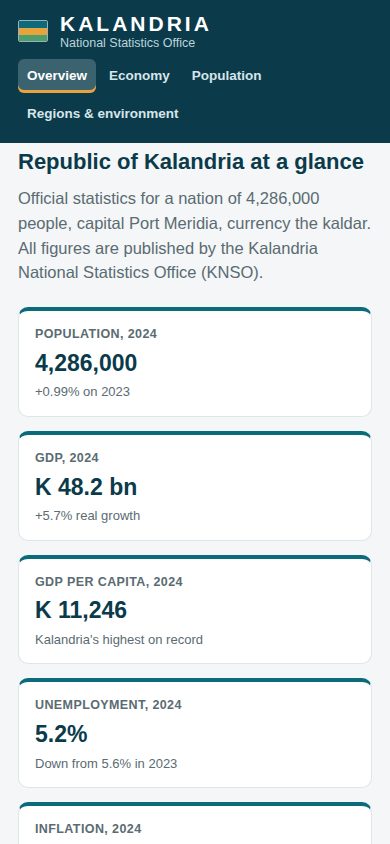 KALANDRIA
National Statistics Office
Overview Economy Population
Regions & environment
Republic of Kalandria at a glance
Official statistics for a nation of 4,286,000
people, capital Port Meridia, currency the kaldar.
All figures are published by the Kalandria
National Statistics Office (KNSO).
POPULATION, 2024
4,286,000
+0.99% on 2023
GDP, 2024
K 48.2 bn
+5.7% real growth
GDP PER CAPITA, 2024
K 11,246
Kalandria's highest on record
UNEMPLOYMENT, 2024
5.2%
Down from 5.6% in 2023
INFLATION, 2024